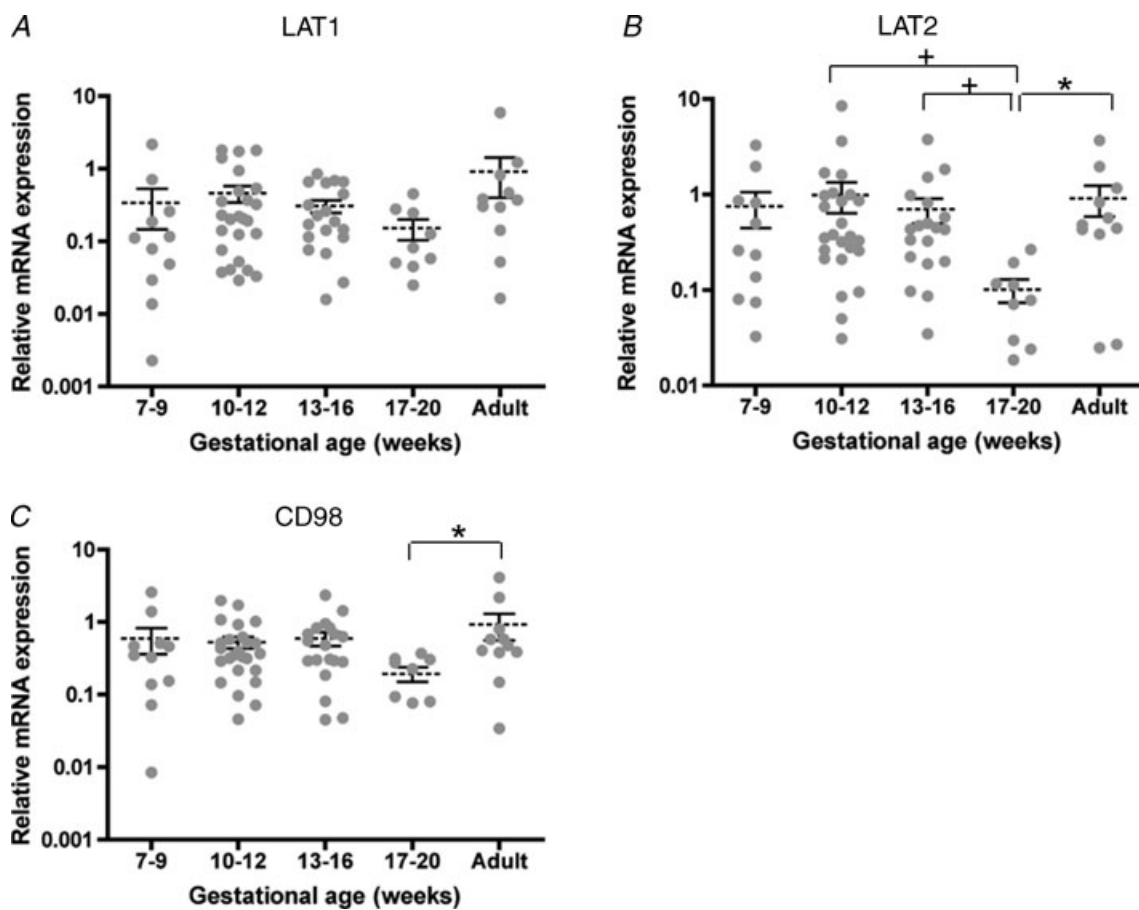 A
LAT1
Relative mRNA expression
10
1
0.1
0.01
0.001
7-9 10-12 13-16 17-20 Adult
Gestational age (weeks)
B
LAT2
+
+ *
Relative mRNA expression
10
1
0.1
0.01
7-9 10-12 13-16 17-20 Adult
Gestational age (weeks)
C
CD98
*
Relative mRNA expression
10
1
0.1
0.01
0.001
7-9 10-12 13-16 17-20 Adult
Gestational age (weeks)